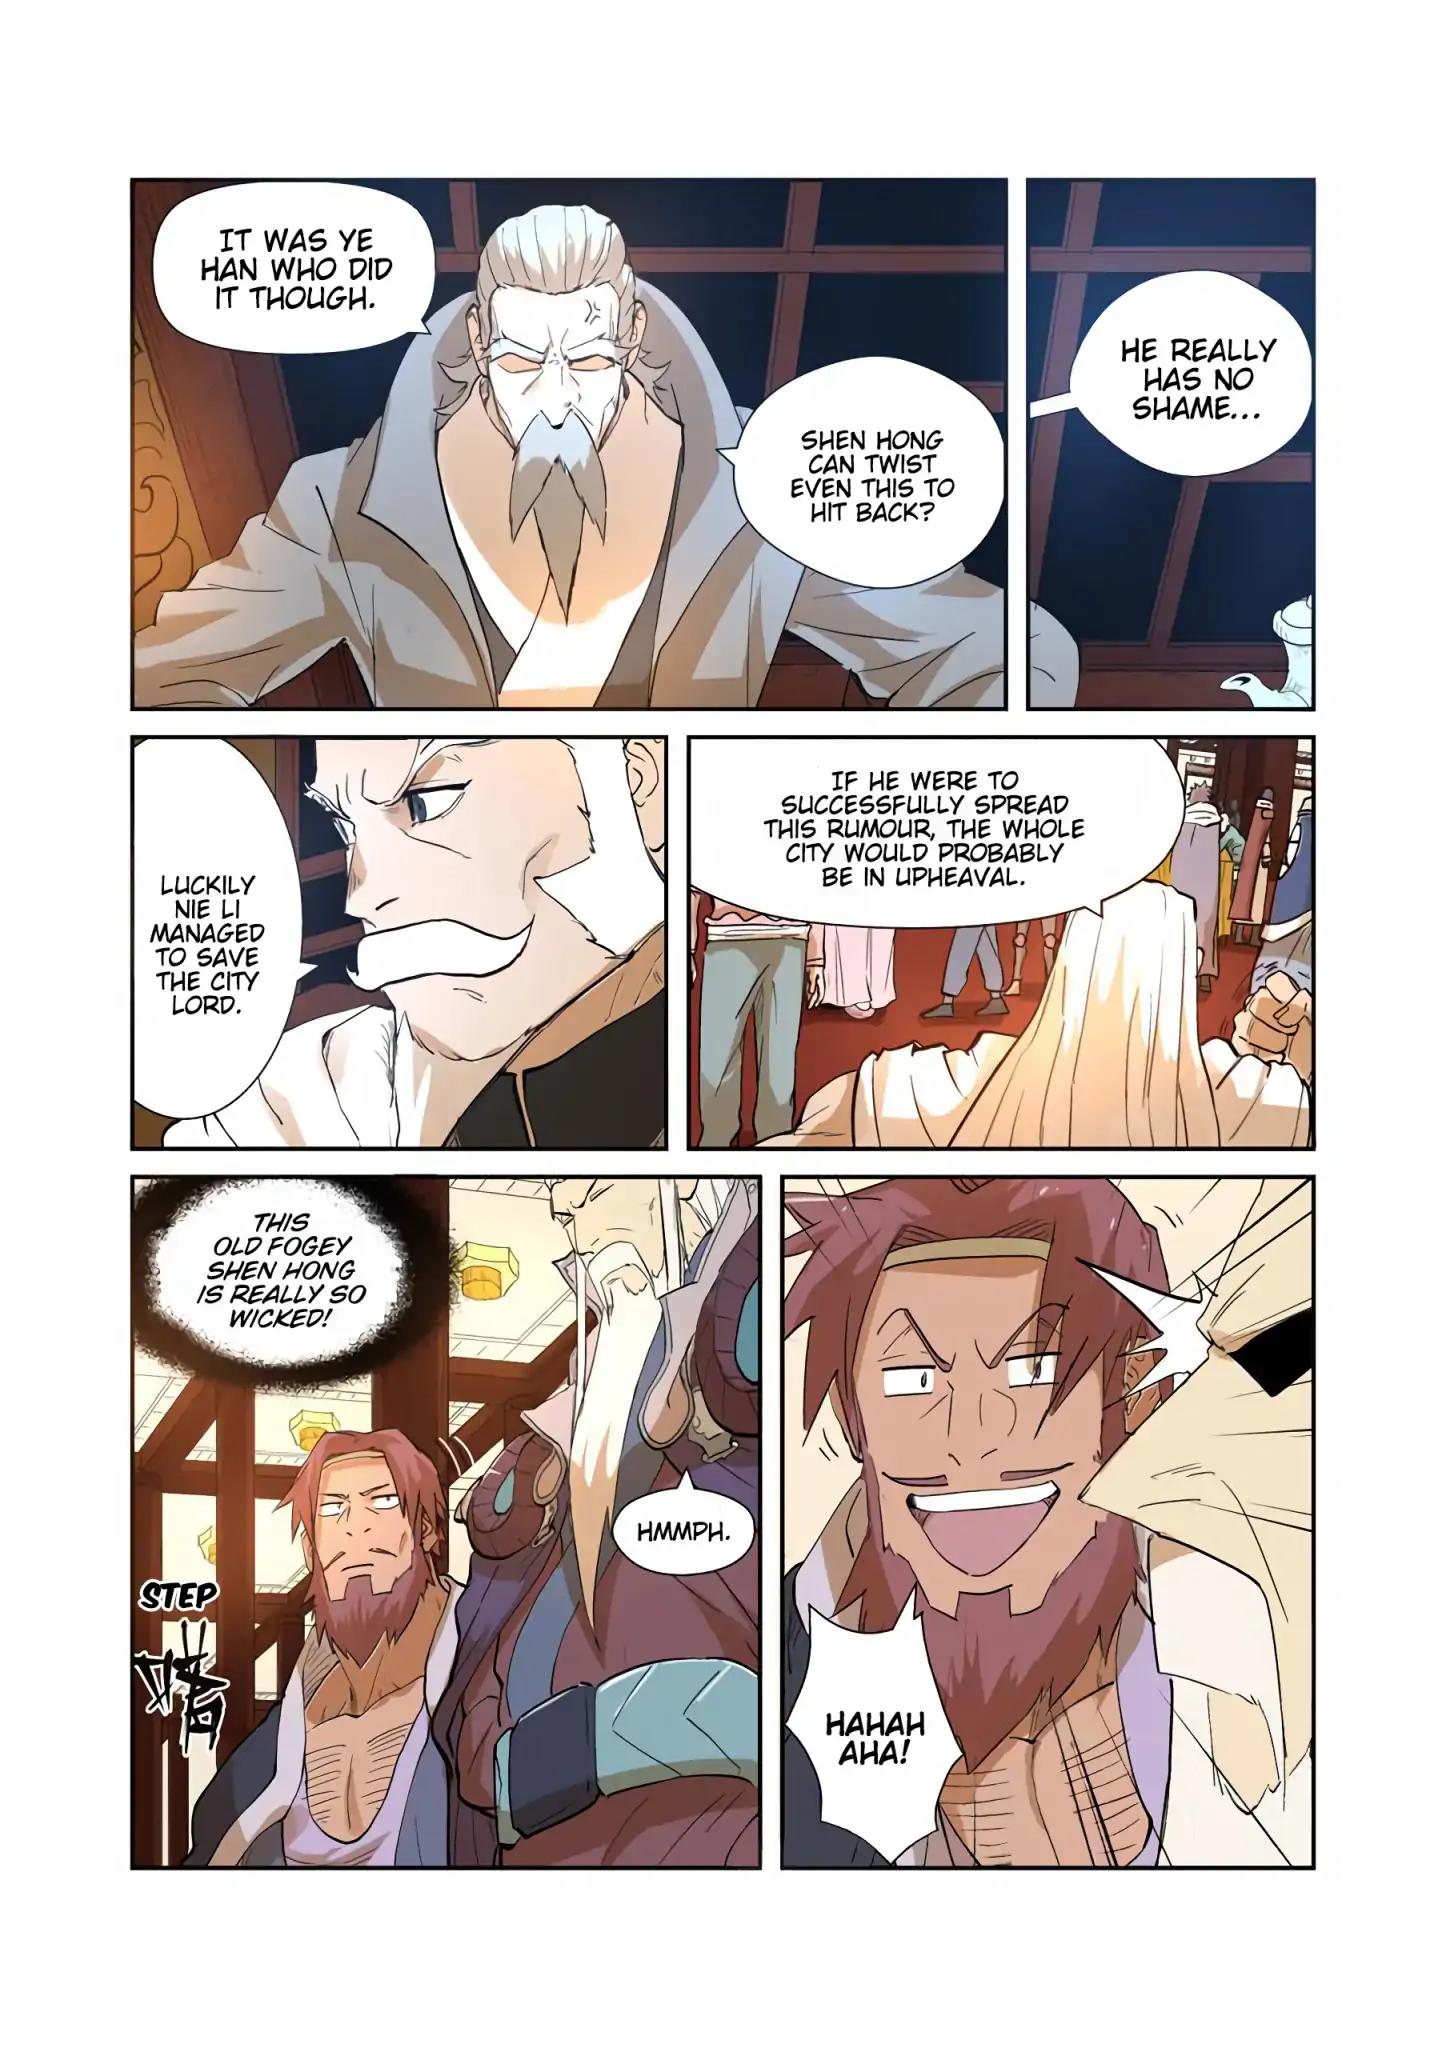 IT WAS YE
HAN WHO DID
IT THOUGH.
SHEN HONG
CAN TWIST
EVEN THIS TO
HIT BACK?
HE REALLY
HAS NO
SHAME...
LUCKILY
NIE LI
MANAGED
TO SAVE
THE CITY
LORD.
IF HE WERE TO
SUCCESSFULLY SPREAD
THIS RUMOUR, THE WHOLE
CITY WOULD PROBABLY
BE IN UPHEAVAL.
THIS
OLD FOGEY
SHEN HONG
IS REALLY SO
WICKED!
HMMPH.
STEP
踏
HAHAH
AHA!